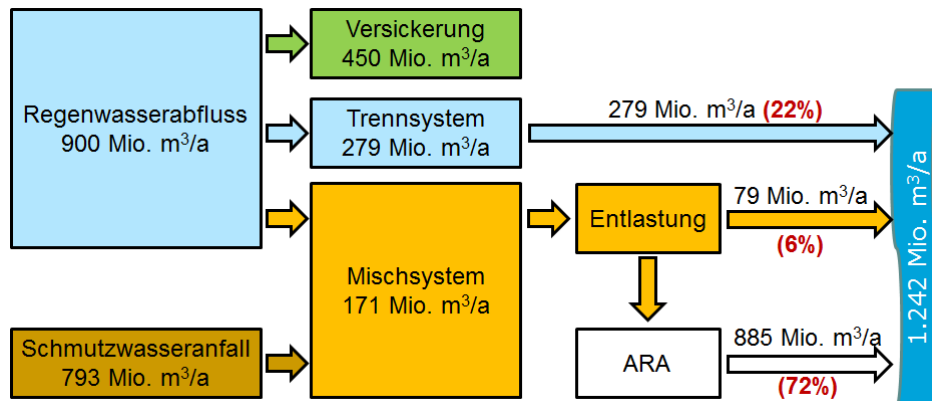 Versickerung
450 Mio. m³/a
Regenwasserabfluss
900 Mio. m³/a
Trennsystem
279 Mio. m³/a
279 Mio. m³/a (22%)
Mischsystem
171 Mio. m³/a
Entlastung
79 Mio. m³/a
(6%)
Schmutzwasseranfall
793 Mio. m³/a
ARA
885 Mio. m³/a
(72%)
1.242 Mio. m³/a